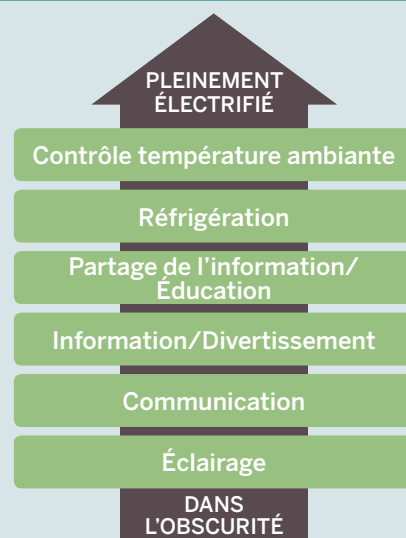 PLEINEMENT
ÉLECTRIFIÉ
Contrôle température ambiante
Réfrigération
Partage de l'information/
Éducation
Information/Divertissement
Communication
Éclairage
DANS
L'OBSCURITÉ